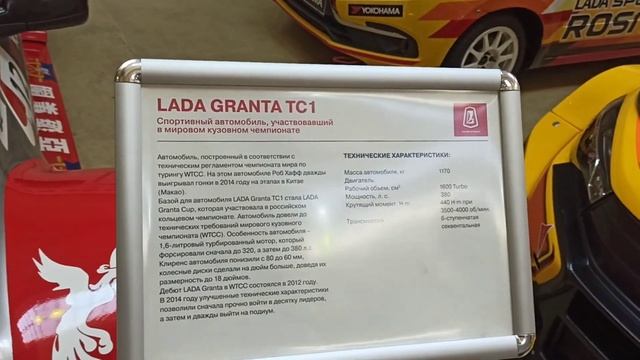 YOKOHAMA
LADA SPO
ROSN
LADA GRANTA TC1
Спортивный автомобиль, участвовавший
в мировом кузовном чемпионате
Автомобиль, построенный в соответствии с
техническим регламентом чемпионата мира по
турингу WTCC. На этом автомобиле Роб Хафф дважды
выигрывал гонки в 2014 году на этапах в Китае
(Макао).
Базой для автомобиля LADA Granta TC1 стала LADA
Granta Cup, которая участвовала в российском
кольцевом чемпионате. Автомобиль довели до
технических требований мирового кузовного
чемпионата (WTCC). Особенность автомобиля -
1,6-литровый турбированный мотор, который
форсировали сначала до 320, а затем до 380 л.с.
Клиренс автомобиля понизили с 80 до 60 мм,
колесные диски сделали на дюйм больше, доведя их
размерность до 18 дюймов.
Дебют LADA Granta в WTCC состоялся в 2012 году.
В 2014 году улучшенные технические характеристики
позволили сначала прочно войти в десятку лидеров,
а затем и дважды выйти на подиум.
ТЕХНИЧЕСКИЕ ХАРАКТЕРИСТИКИ:
Масса автомобиля, кг 1170
Двигатель
Рабочий объем, см³ 1600 Turbo
Мощность, л. с. 380
Крутящий момент, Н·m 440 Н·m при
3500-4000 об/мин.
Трансмиссия 6-ступенчатая
секвентальная